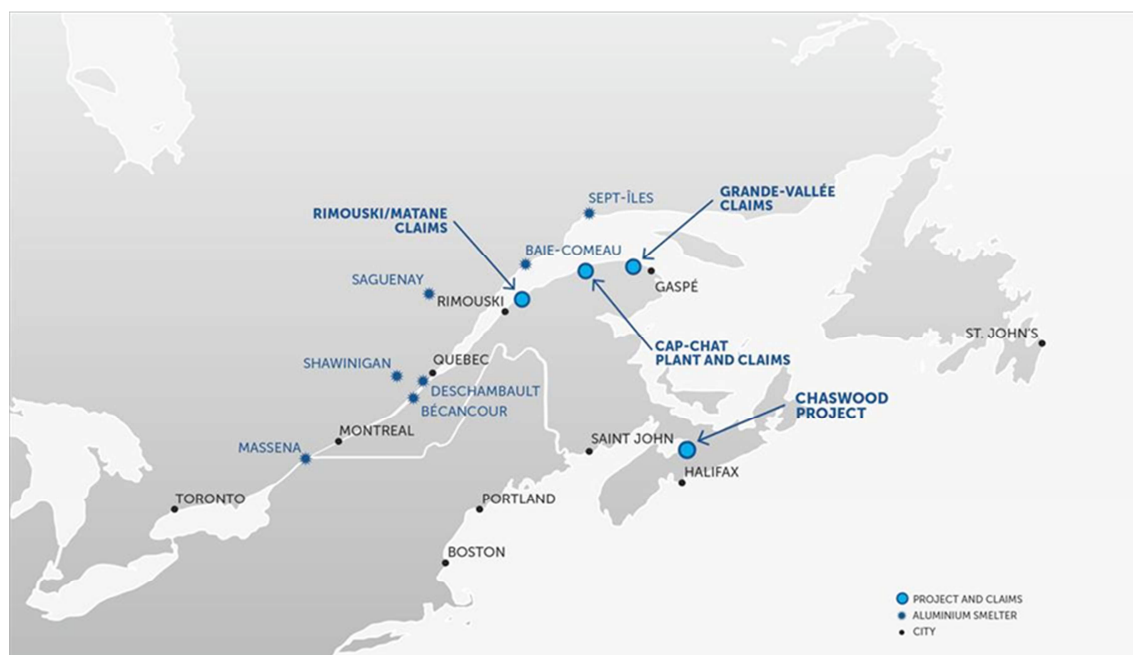 SEPT-ÎLES
GRANDE-VALLÉE
CLAIMS
RIMOUSKI/MATANE
CLAIMS
BAIE-COMEAU
SAGUENAY
RIMOUSKI
GASPÉ
ST. JOHN'S
CAP-CHAT
PLANT AND CLAIMS
SHAWINIGAN
QUEBEC
DESCHAMBAULT
BÉCANCOUR
CHASWOOD
PROJECT
MONTREAL
MASSENA
SAINT JOHN
HALIFAX
TORONTO
PORTLAND
BOSTON
PROJECT AND CLAIMS
ALUMINIUM SMELTER
CITY